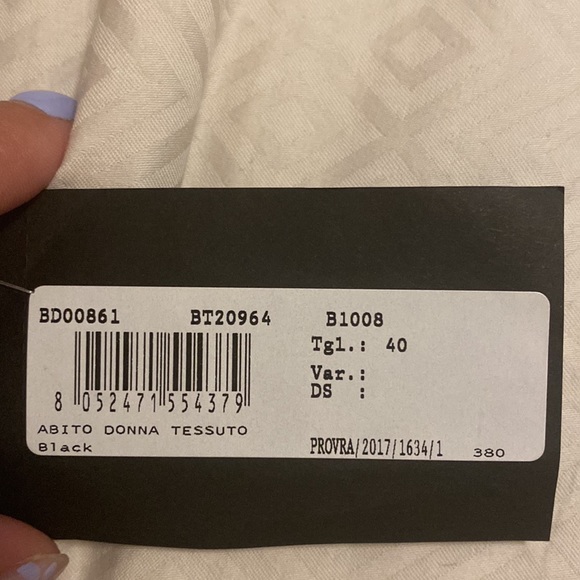 BD00861 BT20964 B1008
Tgl.: 40
Var.:
DS :
8 052471 554379
ABITO DONNA TESSUTO
Black
PROVRA/2017/1634/1 380